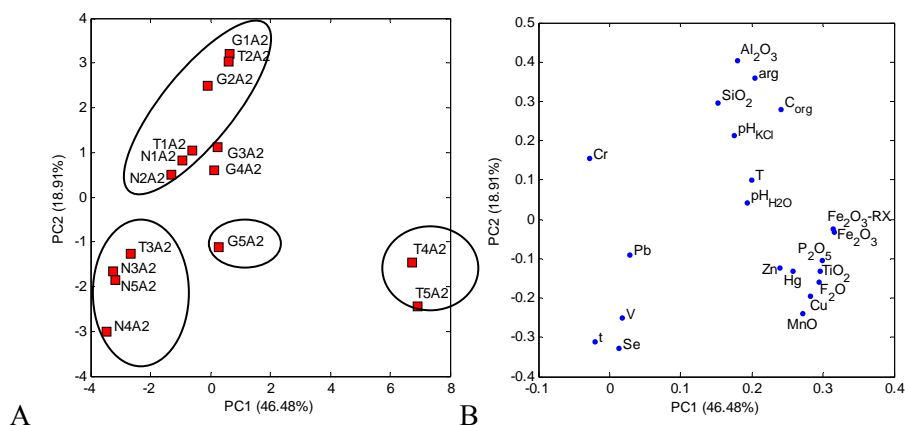 4
3
2
1
0
-1
-2
-3
-4
PC2 (18.91%)
G1A2
T2A2
G2A2
T1A2
N1A2
G3A2
N2A2
G4A2
T3A2
G5A2
N3A2
N5A2
T4A2
N4A2
T5A2
-4 -2 0 2 4 6 8
PC1 (46.48%)
A
0.5
0.4
0.3
0.2
0.1
0
-0.1
-0.2
-0.3
-0.4
PC2 (18.91%)
Al2O3
arg
SiO2
Corg
pHKCl
Cr
T
pHH2O
Fe2O3-RX
Fe2O3
Pb
P2O5
Zn
Hg
TiO2
F2O
V
Cu
MnO
t
Se
-0.1 0 0.1 0.2 0.3 0.4
PC1 (46.48%)
B